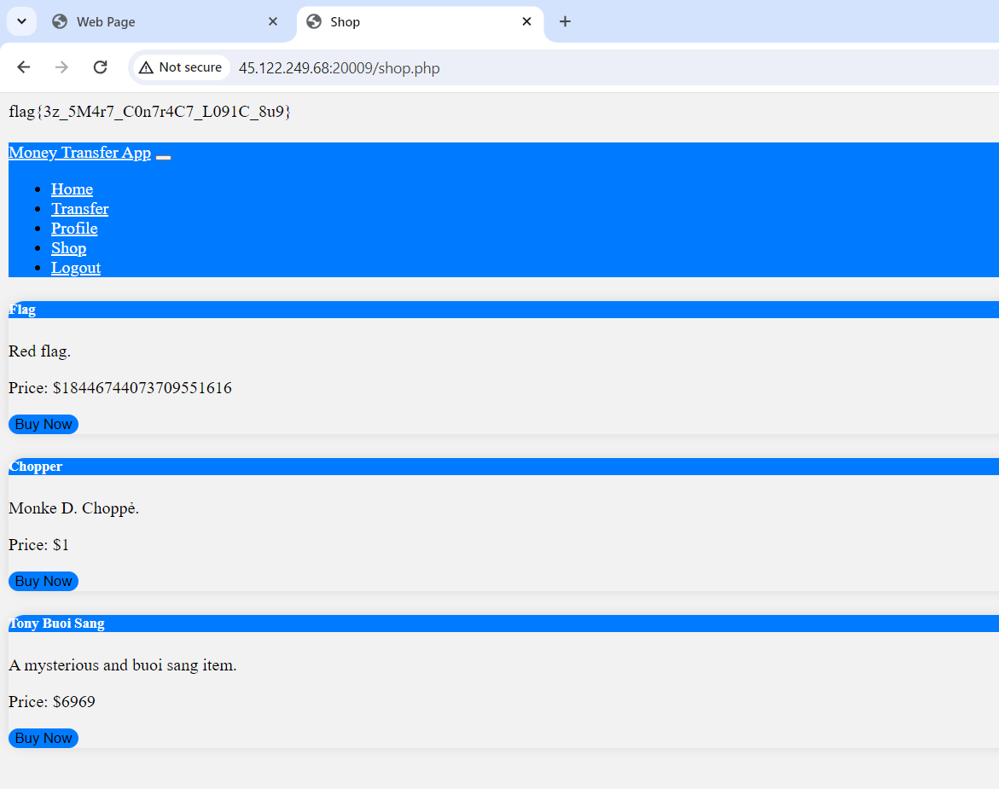 Web Page
Shop
Not secure
45.122.249.68:20009/shop.php
flag{3z_5M4r7_C0n7r4C7_L091C_8u9}
Money Transfer App
Home
Transfer
Profile
Shop
Logout
Flag
Red flag.
Price: $18446744073709551616
Buy Now
Chopper
Monke D. Choppè.
Price: $1
Buy Now
Tony Buoi Sang
A mysterious and buoi sang item.
Price: $6969
Buy Now